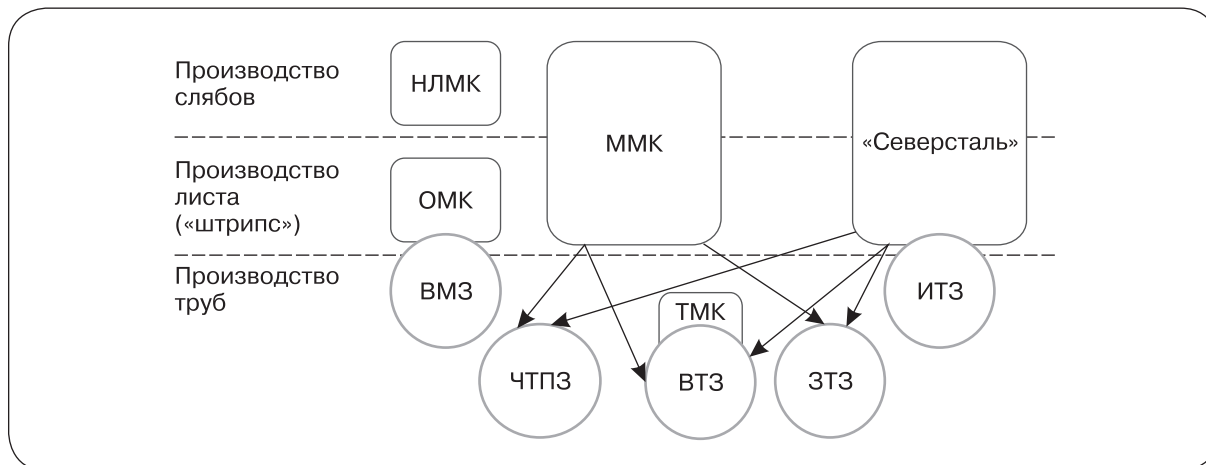 Производство
слябов
НЛМК
ММК
«Северсталь»
Производство
листа
(«штрипс»)
ОМК
Производство
труб
ВМЗ
ТМК
ИТЗ
ЧТПЗ
ВТЗ
ЗТЗ